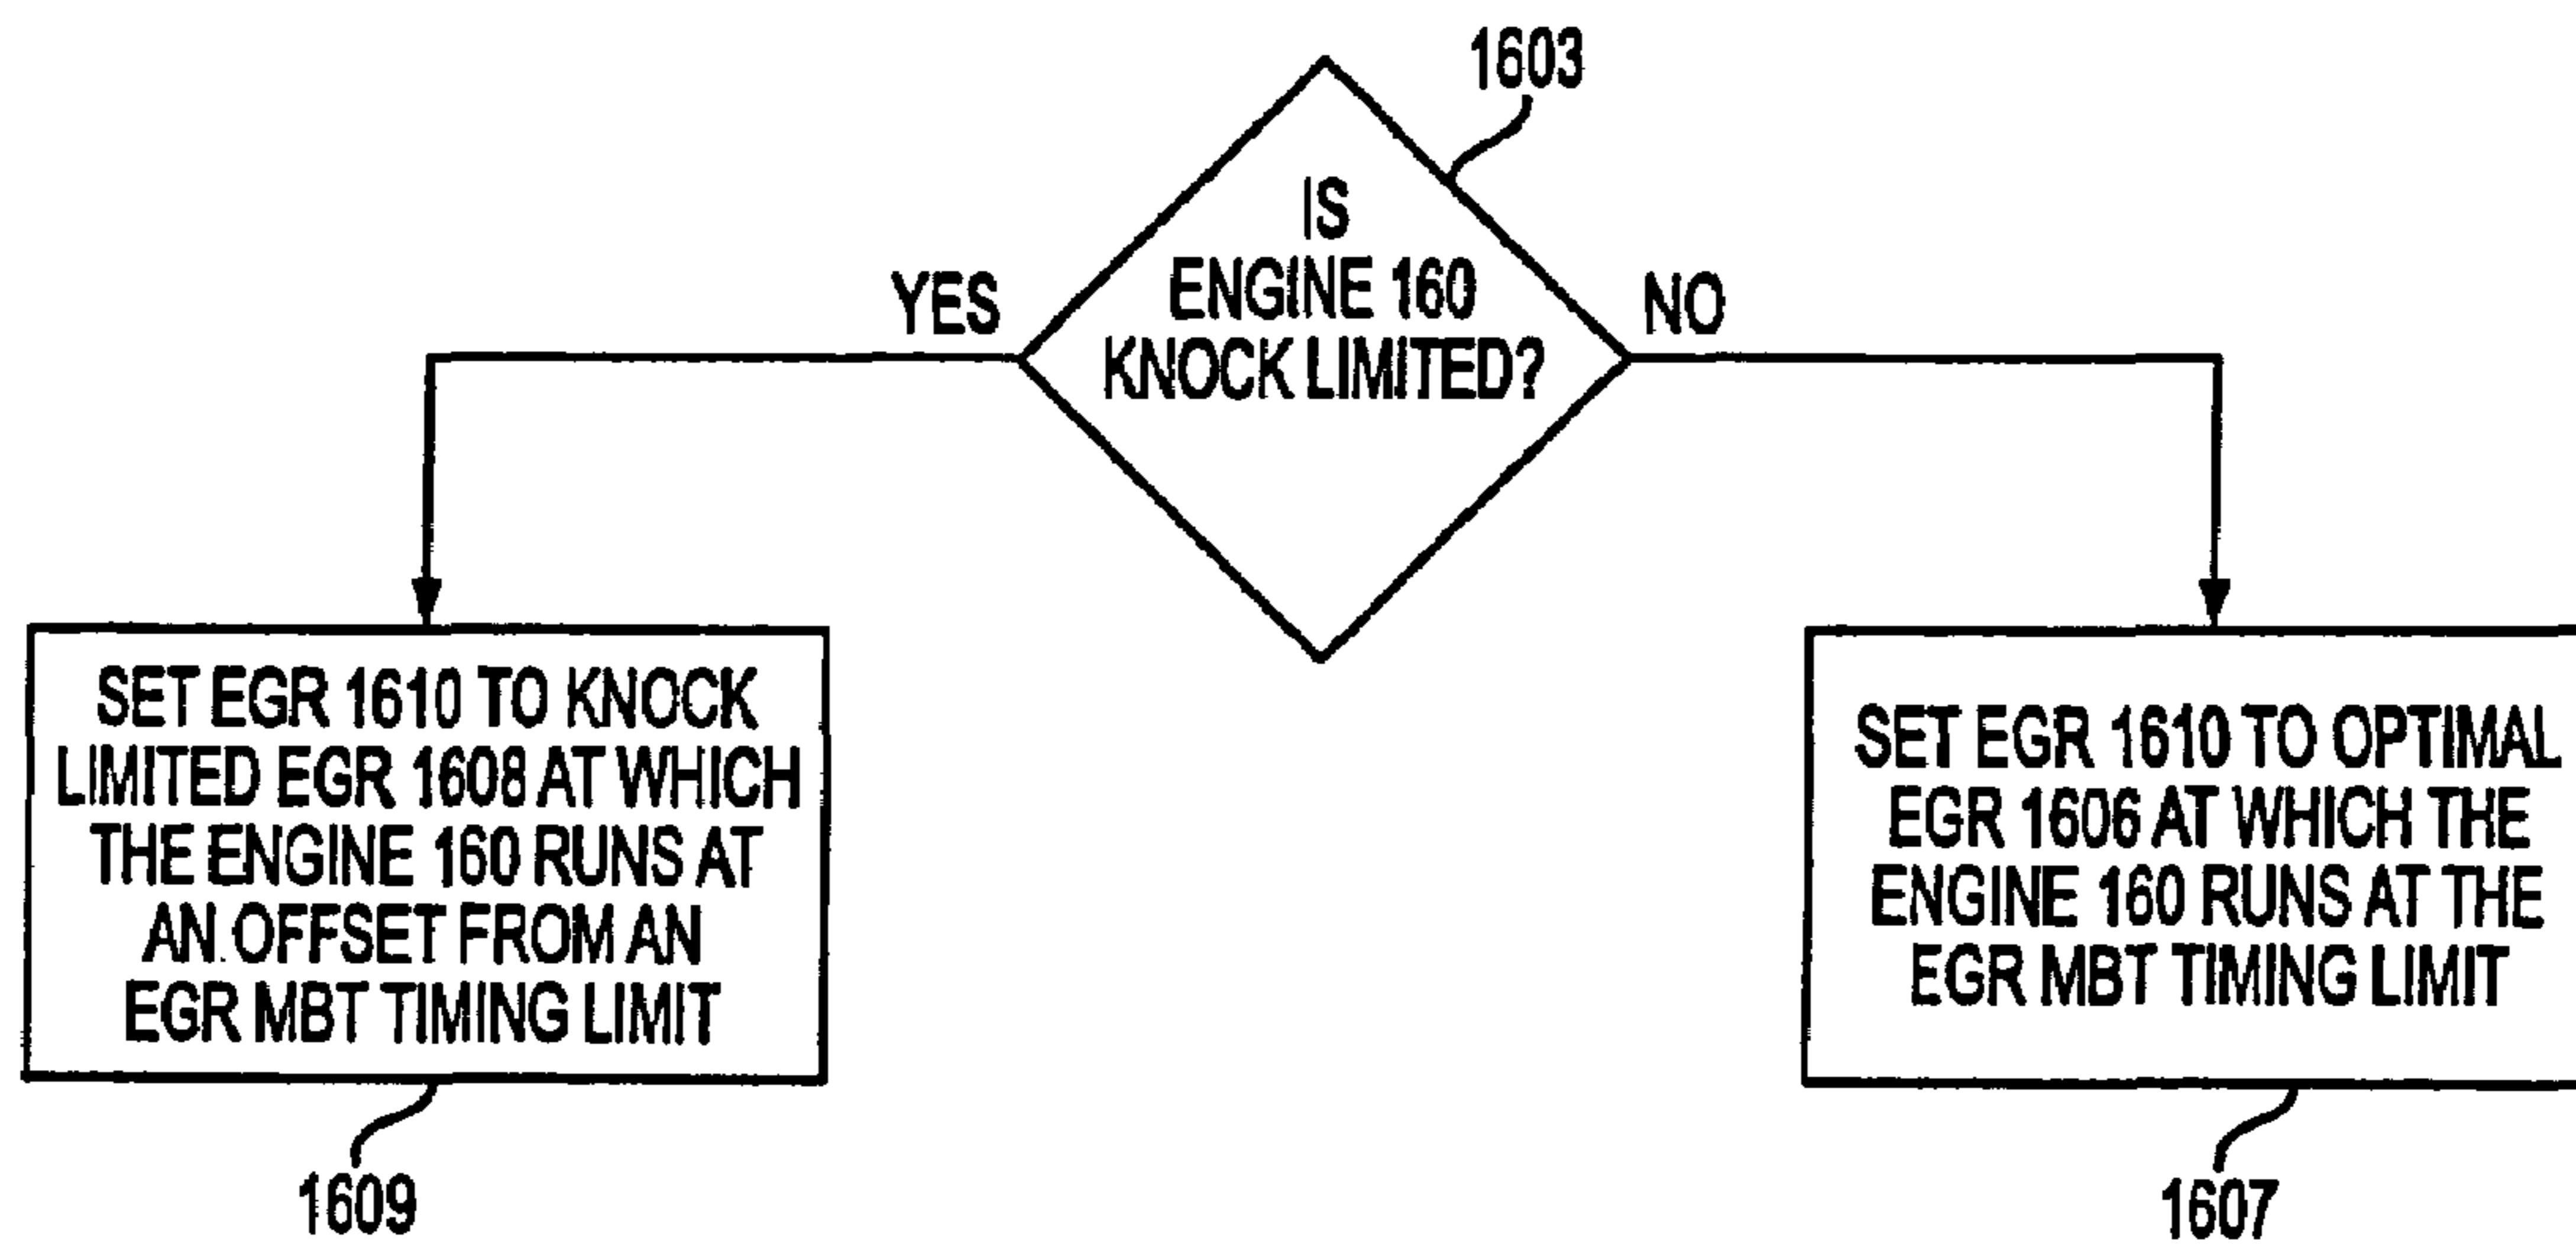 1603
IS
ENGINE 160
KNOCK LIMITED?
YES
NO
SET EGR 1610 TO KNOCK
LIMITED EGR 1608 AT WHICH
THE ENGINE 160 RUNS AT
AN OFFSET FROM AN
EGR MBT TIMING LIMIT
1609
SET EGR 1610 TO OPTIMAL
EGR 1606 AT WHICH THE
ENGINE 160 RUNS AT THE
EGR MBT TIMING LIMIT
1607